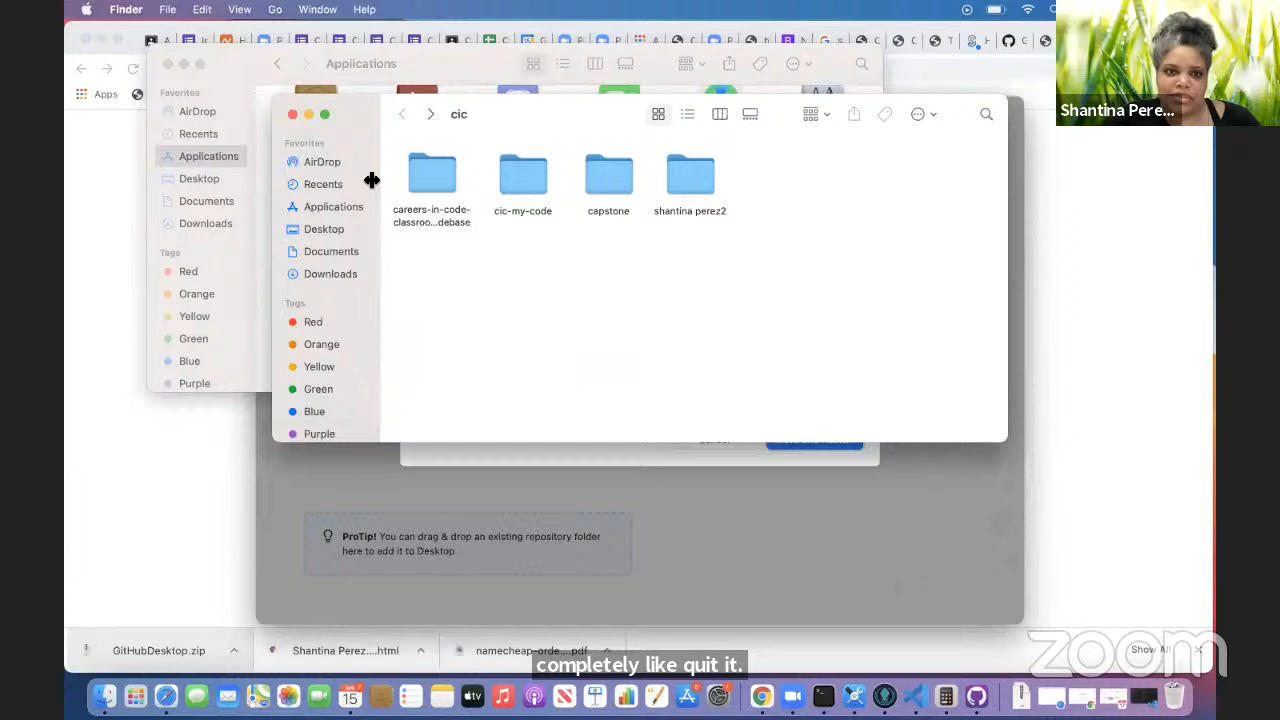 Finder File Edit View Go Window Help
Shantina Pere...
Apps
Applications
Favorites
AirDrop
Recents
Applications
Desktop
Documents
Downloads
Tags
Red
Orange
Yellow
Green
Blue
Purple
cic
Favorites
AirDrop
Recents
Applications
Desktop
Documents
Downloads
Tags
Red
Orange
Yellow
Green
Blue
Purple
careers-in-code-
classroo...debase
cic-my-code
capstone
shantina perez2
ProTip! You can drag & drop an existing repository folder
here to add it to Desktop
GitHubDesktop.zip
Shantina Perez....html
namecheap-orde....pdf
Show All
completely like quit it.
zoom
15